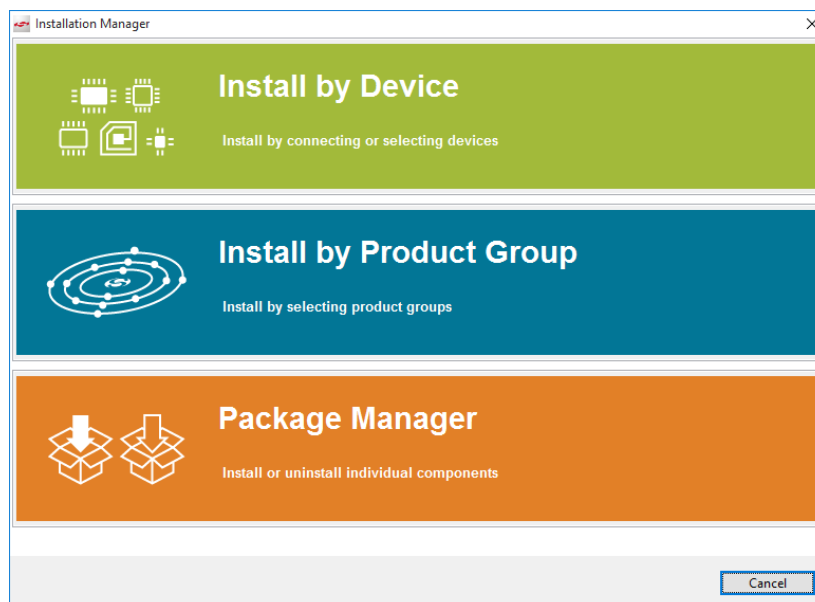 Installation Manager
Install by Device
Install by connecting or selecting devices
Install by Product Group
Install by selecting product groups
Package Manager
Install or uninstall individual components
Cancel